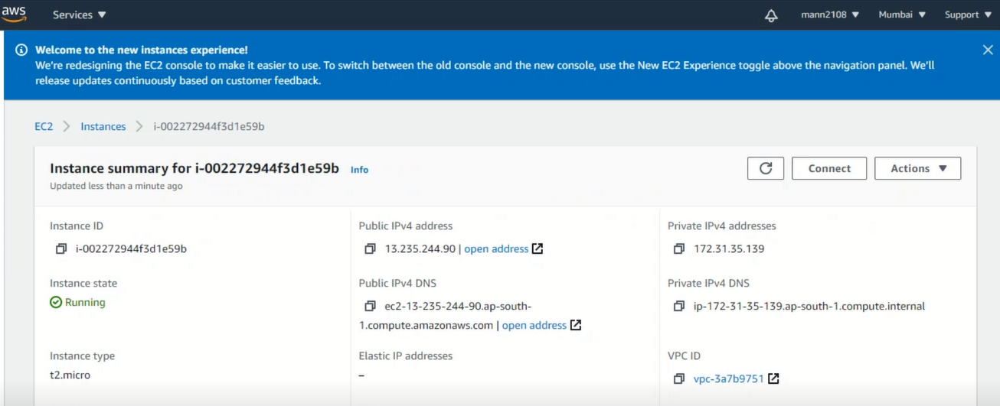 aws Services ▼ mann2108 ▼ Mumbai ▼ Support ▼
Welcome to the new instances experience!
We're redesigning the EC2 console to make it easier to use. To switch between the old console and the new console, use the New EC2 Experience toggle above the navigation panel. We'll
release updates continuously based on customer feedback.
EC2 > Instances > i-002272944f3d1e59b
Instance summary for i-002272944f3d1e59b Info
Updated less than a minute ago
Connect
Actions ▼
Instance ID
i-002272944f3d1e59b
Public IPv4 address
13.235.244.90 | open address
Private IPv4 addresses
172.31.35.139
Instance state
Running
Public IPv4 DNS
ec2-13-235-244-90.ap-south-
1.compute.amazonaws.com | open address
Private IPv4 DNS
ip-172-31-35-139.ap-south-1.compute.internal
Instance type
t2.micro
Elastic IP addresses
–
VPC ID
vpc-3a7b9751